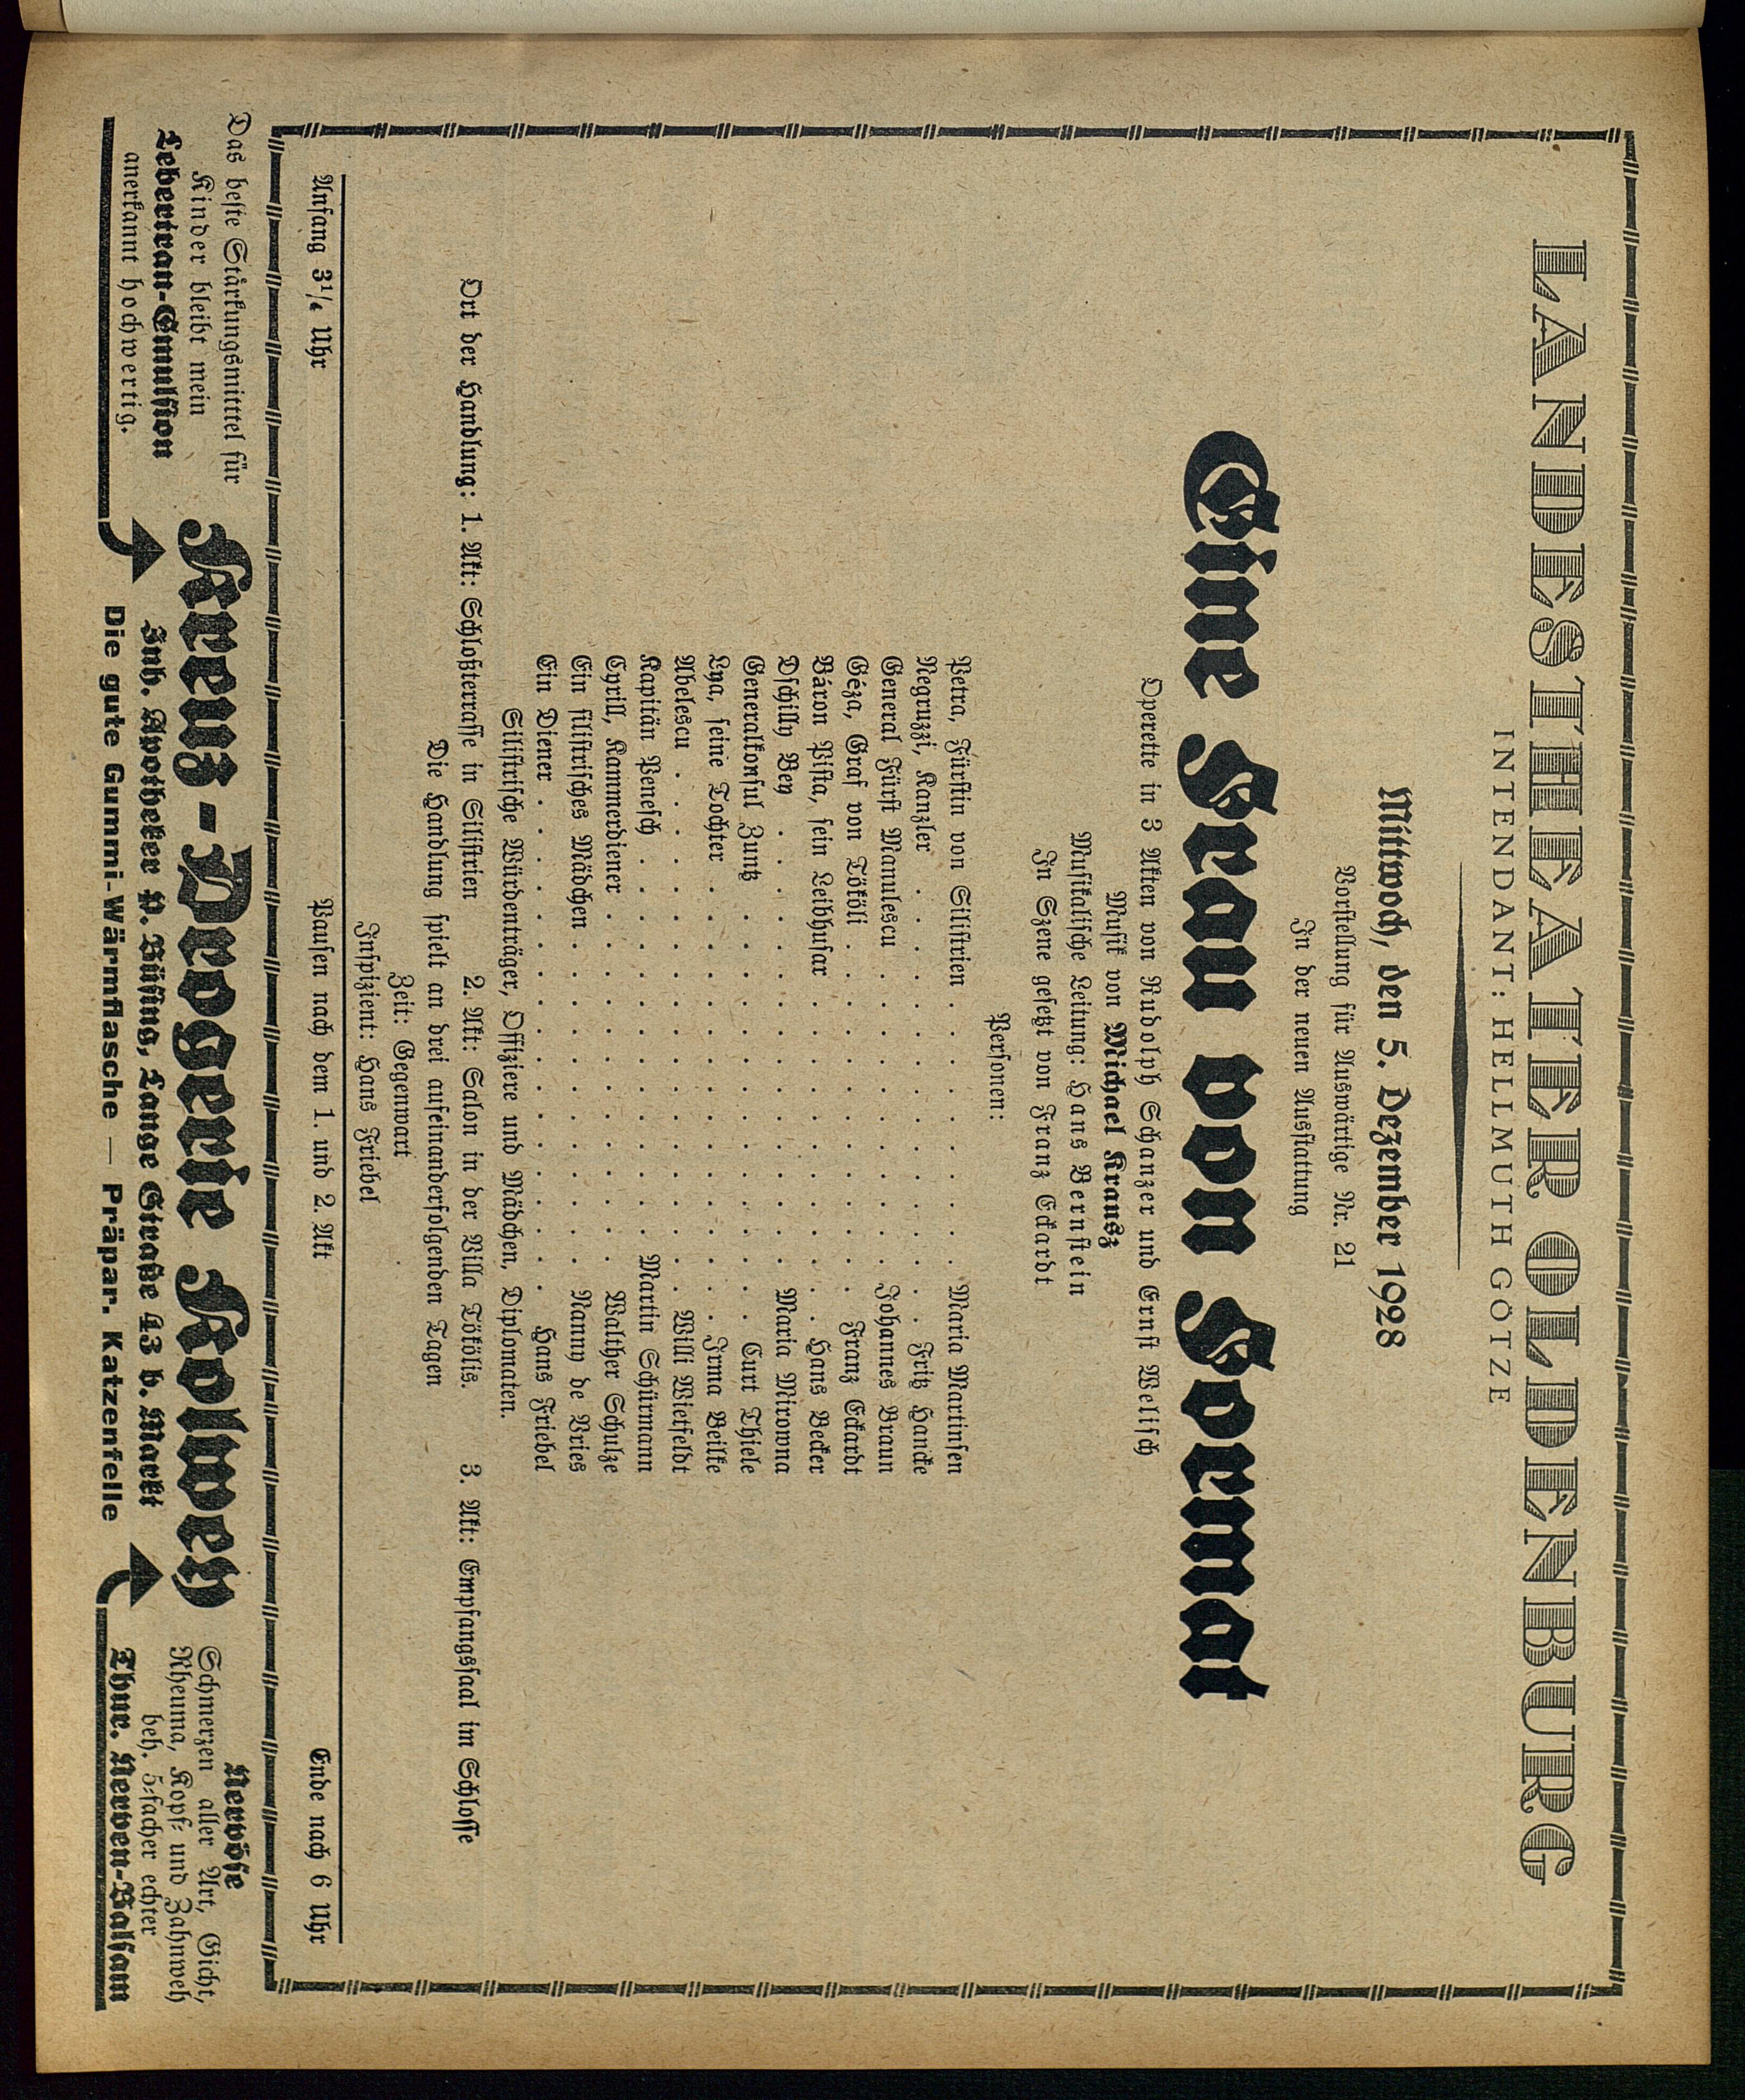 LANDESTHEATER OLDENBURG
INTENDANT: HELLMUTH GÖTZE
Mittwoch, den 5. Dezember 1928
Vorstellung für Auswärtige Nr. 21
In der neuen Ausstattung
Eine Frau von Format
Operette in 3 Akten von Rudolph Schanzer und Ernst Welisch
Musik von Michael Krausz
Musikalische Leitung: Hans Bernstein
In Szene gesetzt von Franz Eckardt
Personen:
Petra, Fürstin von Silistrien . . . . . . Maria Martinsen
Negruzzi, Kanzler . . . . . . . . Fritz Hancke
General Fürst Manulescu . . . . . . Johannes Braun
Géza, Graf von Tököli . . . . . . . Franz Eckardt
Báron Pista, sein Leibhusar . . . . . . Hans Becker
Dschilly Bey . . . . . . . . . Maria Mirowna
Generalkonsul Zuntz . . . . . . . . Curt Thiele
Lya, seine Tochter . . . . . . . . Irma Beilke
Abelescu . . . . . . . . . . Willi Wietfeldt
Kapitän Penesch . . . . . . . . Martin Schürmann
Cyrill, Kammerdiener . . . . . . . Walther Schulze
Ein silistrisches Mädchen . . . . . . . Nanny de Vries
Ein Diener . . . . . . . . . . Hans Friebel
Silistrische Würdenträger, Offiziere und Mädchen, Diplomaten.
Ort der Handlung: 1. Akt: Schloßterrasse in Silistrien 2. Akt: Salon in der Villa Tökölis. 3. Akt: Empfangssaal im Schlosse
Die Handlung spielt an drei aufeinanderfolgenden Tagen
Zeit: Gegenwart
Inspizient: Hans Friebel
Anfang 3¼ Uhr Pausen nach dem 1. und 2. Akt Ende nach 6 Uhr
Das beste Stärkungsmittel für
Kinder bleibt mein
Lebertran-Emulsion
anerkannt hochwertig.
Kreuz-Drogerie Kolwey
Inh. Apotheker P. Büsing, Lange Straße 43 b. Markt
Die gute Gummi-Wärmflasche — Präpar. Katzenfelle
Nervöse
Schmerzen aller Art, Gicht,
Rheuma, Kopf- und Zahnweh
beh. 5-facher echter
Thür. Nerven-Balsam